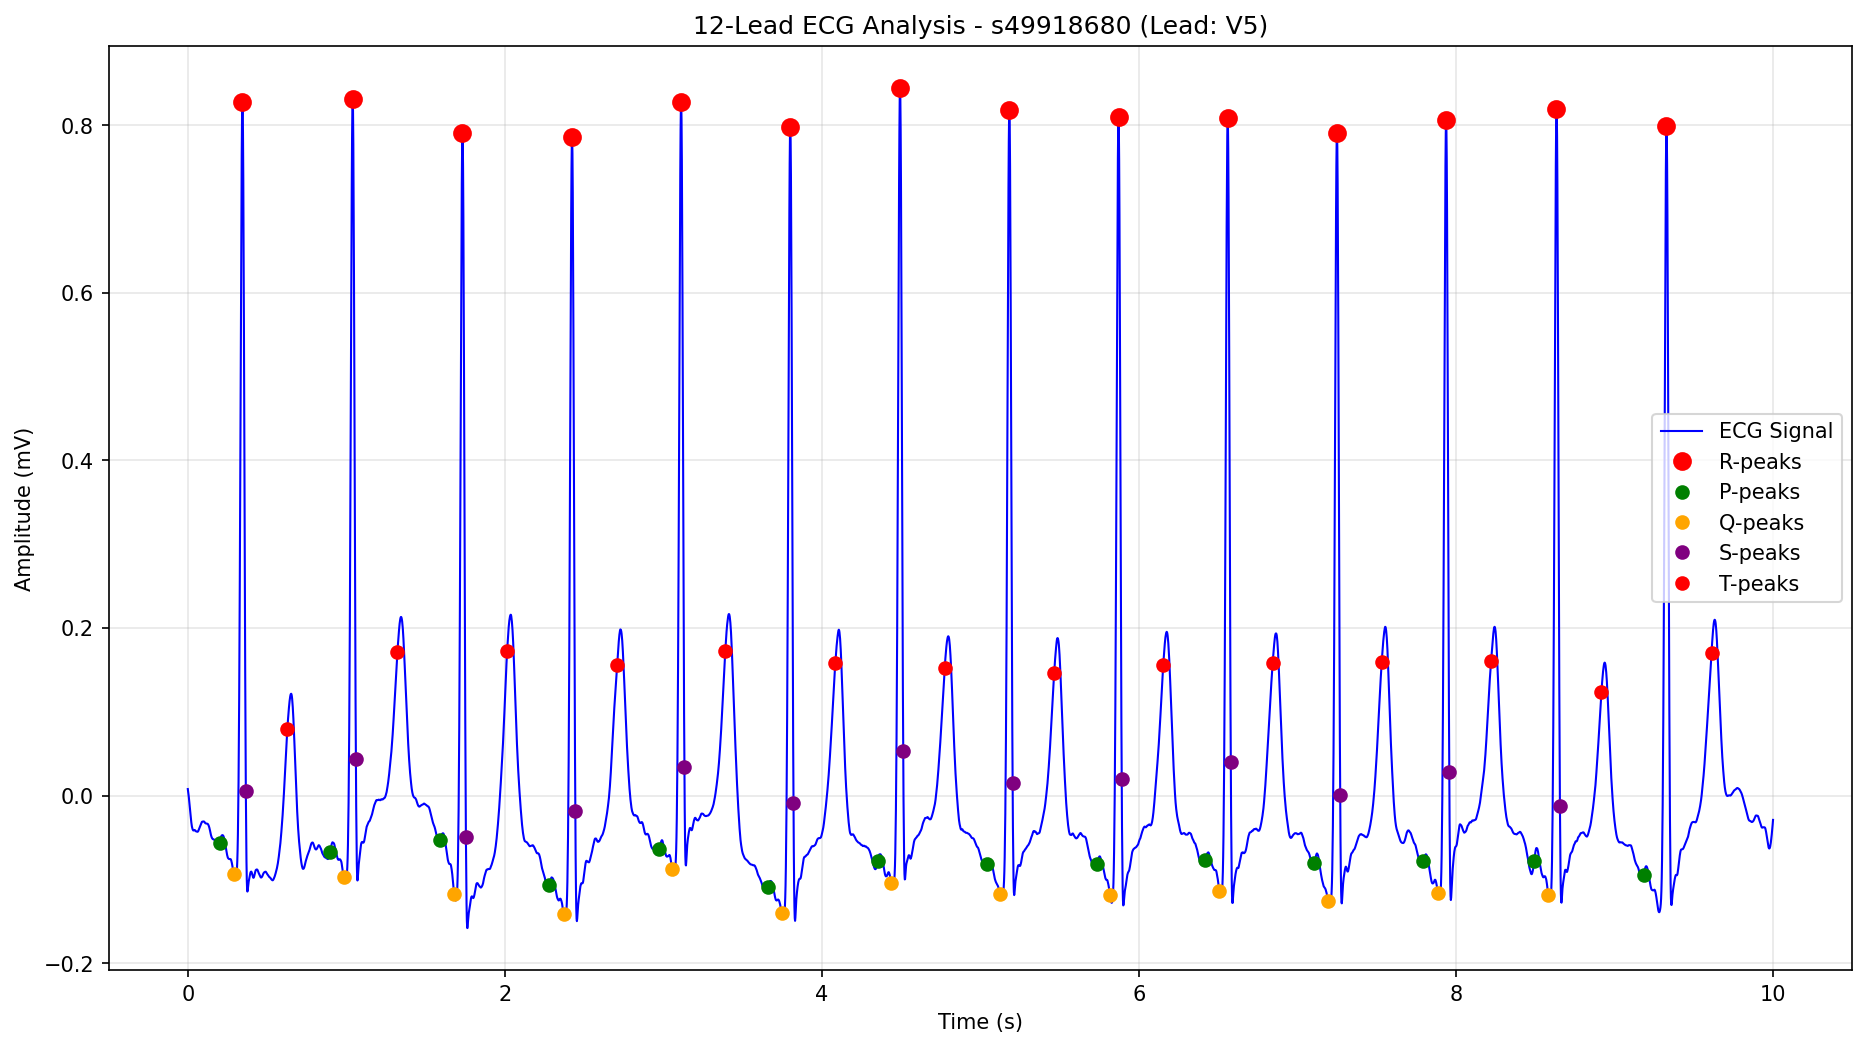 12-Lead ECG Analysis - s49918680 (Lead: V5)
Amplitude (mV)
0.8
0.6
0.4
0.2
0.0
−0.2
ECG Signal
R-peaks
P-peaks
Q-peaks
S-peaks
T-peaks
0 2 4 6 8 10
Time (s)